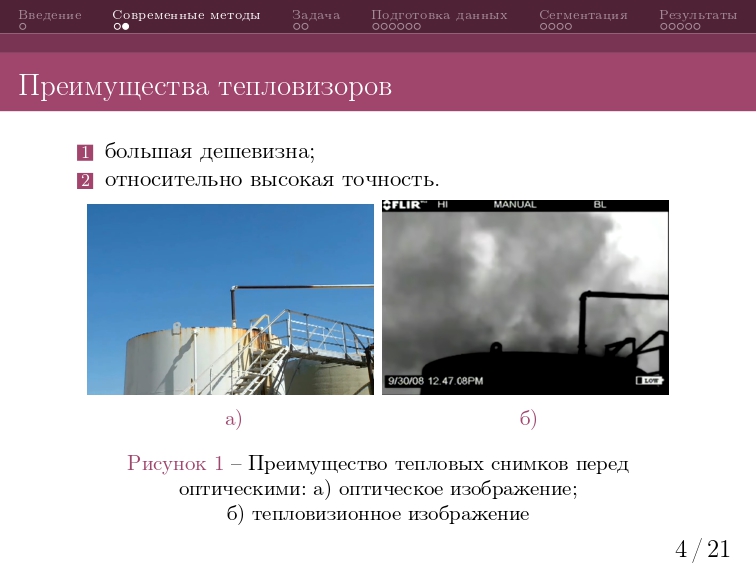 Введение
Современные методы
Задача
Подготовка данных
Сегментация
Результаты
Преимущества тепловизоров
1 большая дешевизна;
2 относительно высокая точность.
FLIR HI MANUAL BL
9/30/08 12.47.08PM LOW
а) б)
Рисунок 1 – Преимущество тепловых снимков перед
оптическими: а) оптическое изображение;
б) тепловизионное изображение
4 / 21